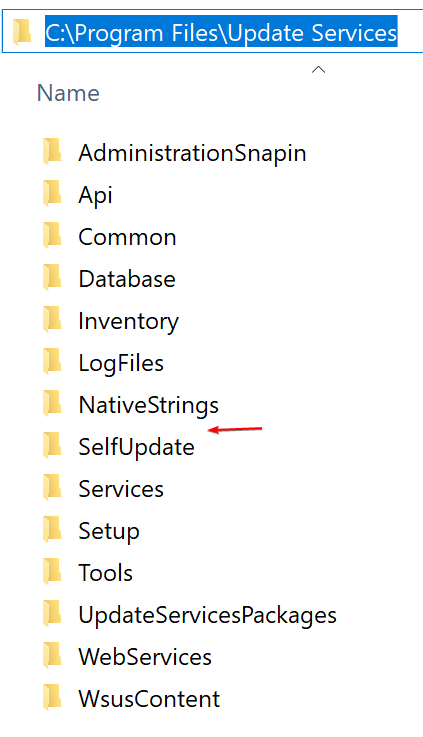 C:\Program Files\Update Services
Name
AdministrationSnapin
Api
Common
Database
Inventory
LogFiles
NativeStrings
SelfUpdate
Services
Setup
Tools
UpdateServicesPackages
WebServices
WsusContent